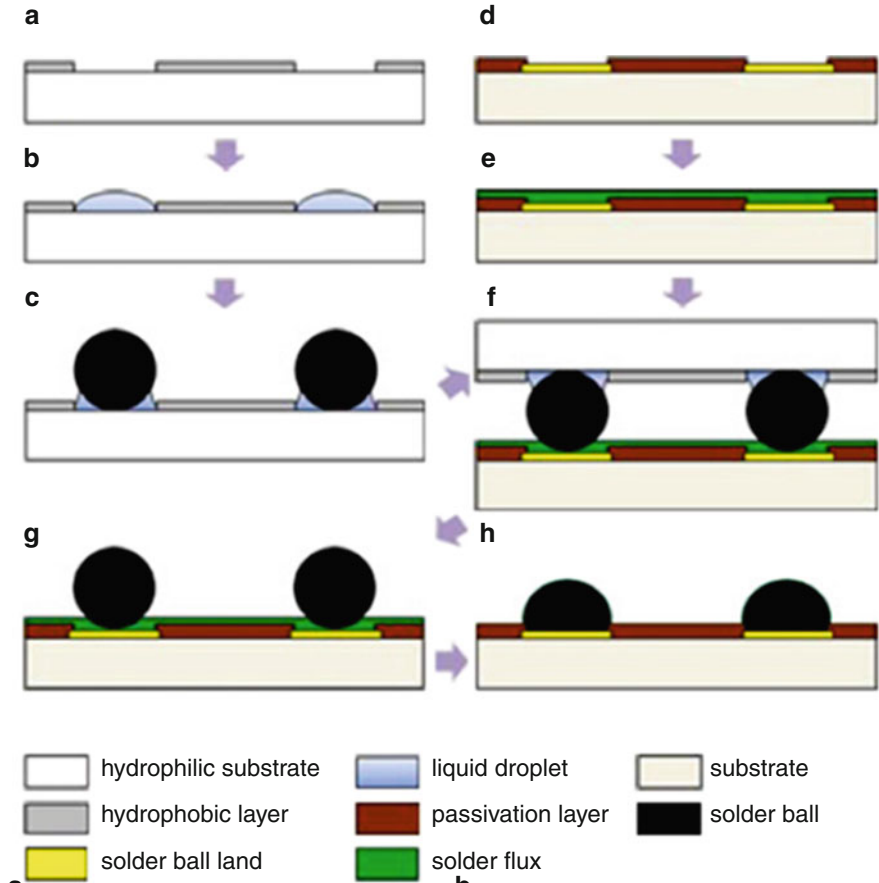 a
d
b
e
c
f
g
h
hydrophilic substrate
liquid droplet
substrate
hydrophobic layer
passivation layer
solder ball
solder ball land
solder flux